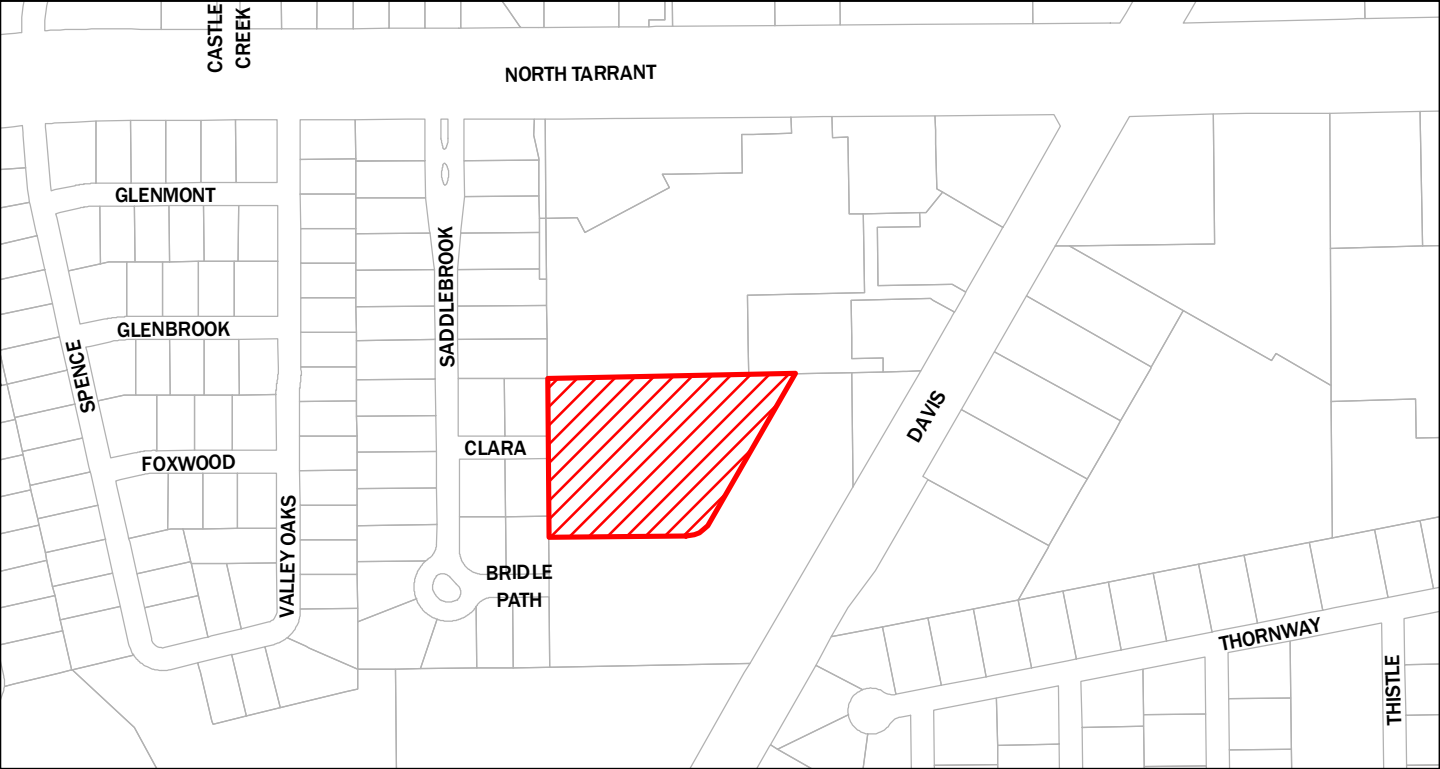 CASTLE
CREEK
NORTH TARRANT
GLENMONT
SADDLEBROOK
GLENBROOK
SPENCE
DAVIS
CLARA
FOXWOOD
VALLEY OAKS
BRIDLE
PATH
THORNWAY
THISTLE